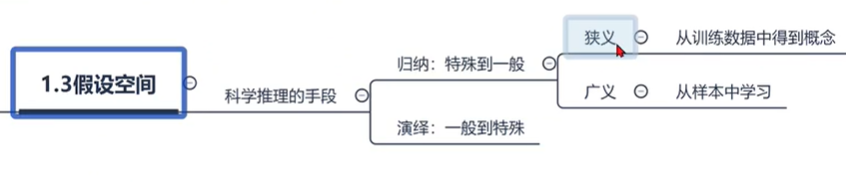 1.3假设空间
科学推理的手段
归纳：特殊到一般
狭义
从训练数据中得到概念
广义
从样本中学习
演绎：一般到特殊